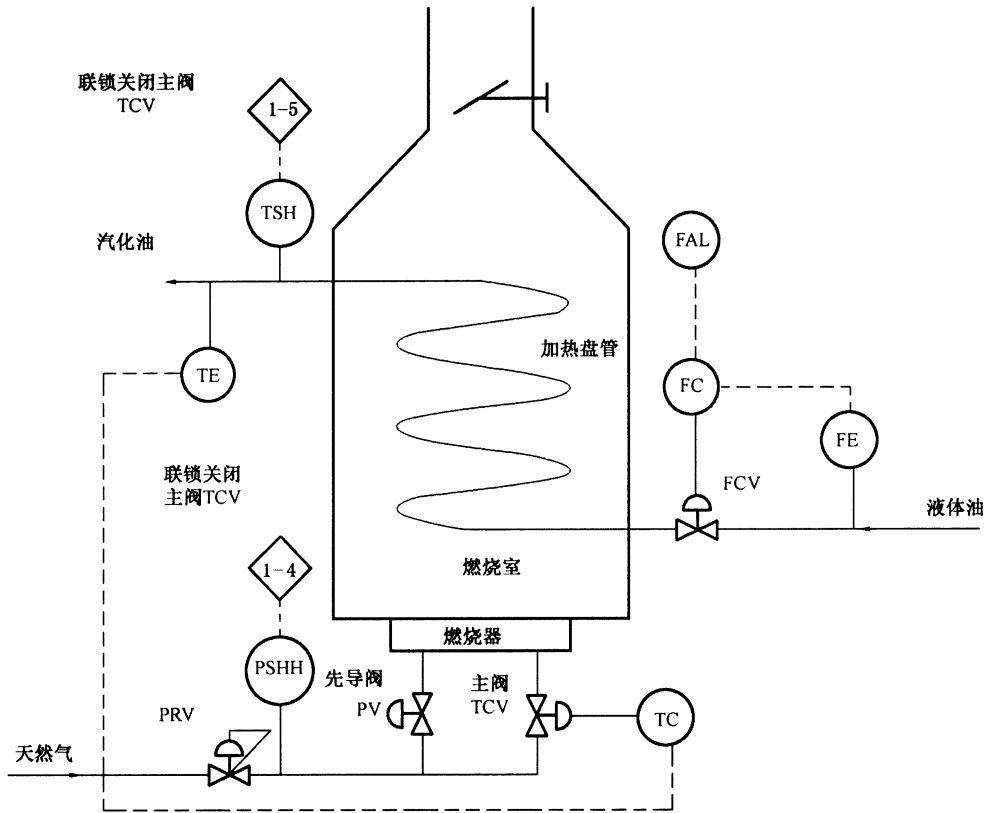 联锁关闭主阀
TCV
1-5
TSH
汽化油
FAL
加热盘管
TE
FC
FE
联锁关闭
主阀TCV
FCV
液体油
1-4
燃烧室
燃烧器
PSHH
先导阀
PV
主阀
TCV
TC
PRV
天然气